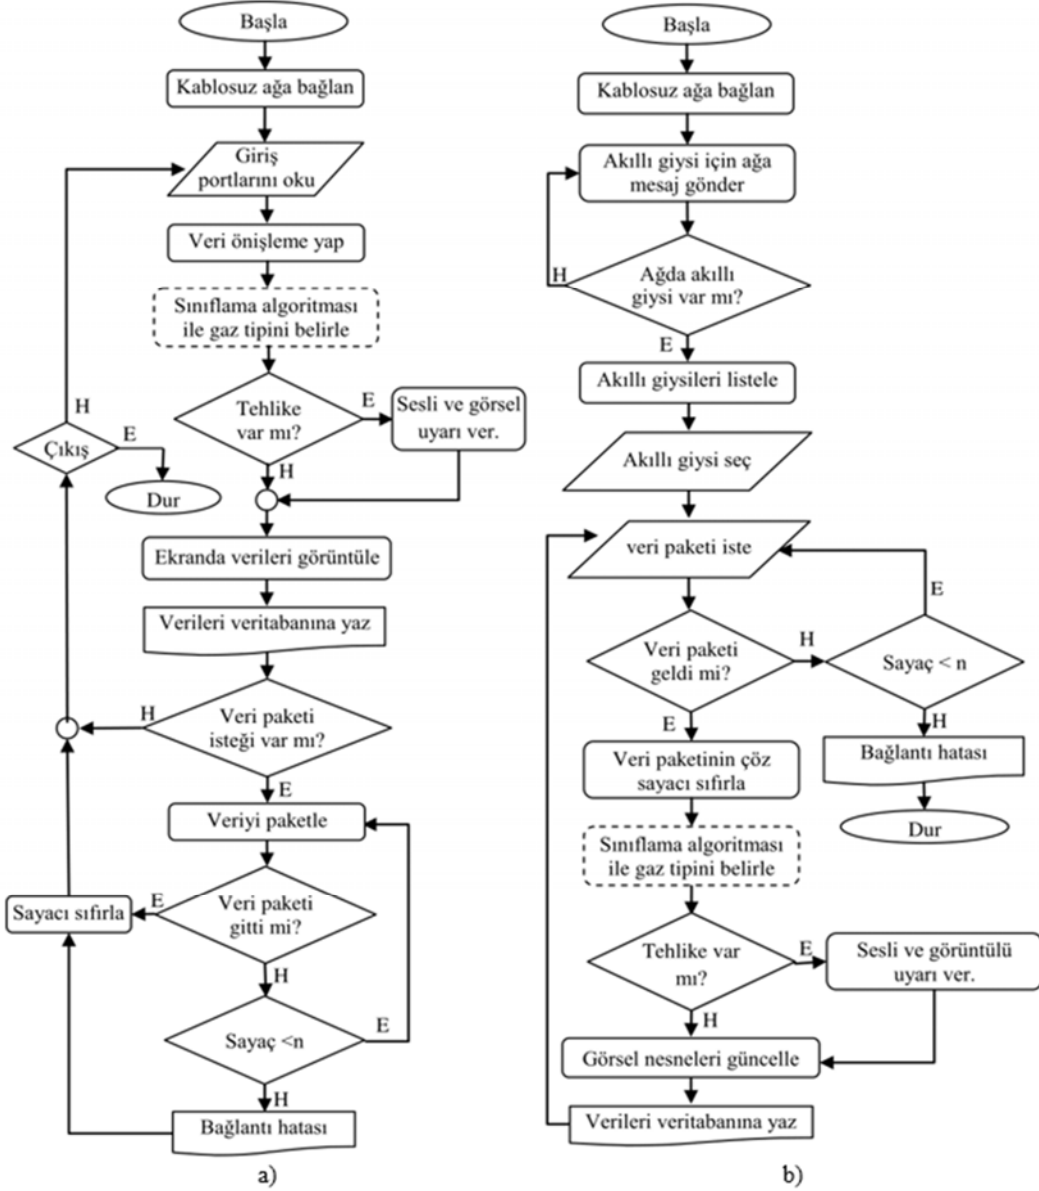 Başla
Kablosuz ağa bağlan
Giriş
portlarını oku
Veri önişleme yap
Sınıflama algoritması
ile gaz tipini belirle
Tehlike
var mı?
E
Sesli ve görsel
uyarı ver.
H
H
Çıkış
E
Dur
Ekranda verileri görüntüle
Verileri veritabanına yaz
Veri paketi
isteği var mı?
H
E
Veriyi paketle
Veri paketi
gitti mi?
E
Sayacı sıfırla
H
Sayaç <n
E
H
Bağlantı hatası
a)
Başla
Kablosuz ağa bağlan
Akıllı giysi için ağa
mesaj gönder
H
Ağda akıllı
giysi var mı?
E
Akıllı giysileri listele
Akıllı giysi seç
veri paketi iste
E
Veri paketi
geldi mi?
H
Sayaç < n
E
H
Veri paketinin çöz
sayacı sıfırla
Bağlantı hatası
Dur
Sınıflama algoritması
ile gaz tipini belirle
Tehlike var
mı?
E
Sesli ve görüntülü
uyarı ver.
H
Görsel nesneleri güncelle
Verileri veritabanına yaz
b)